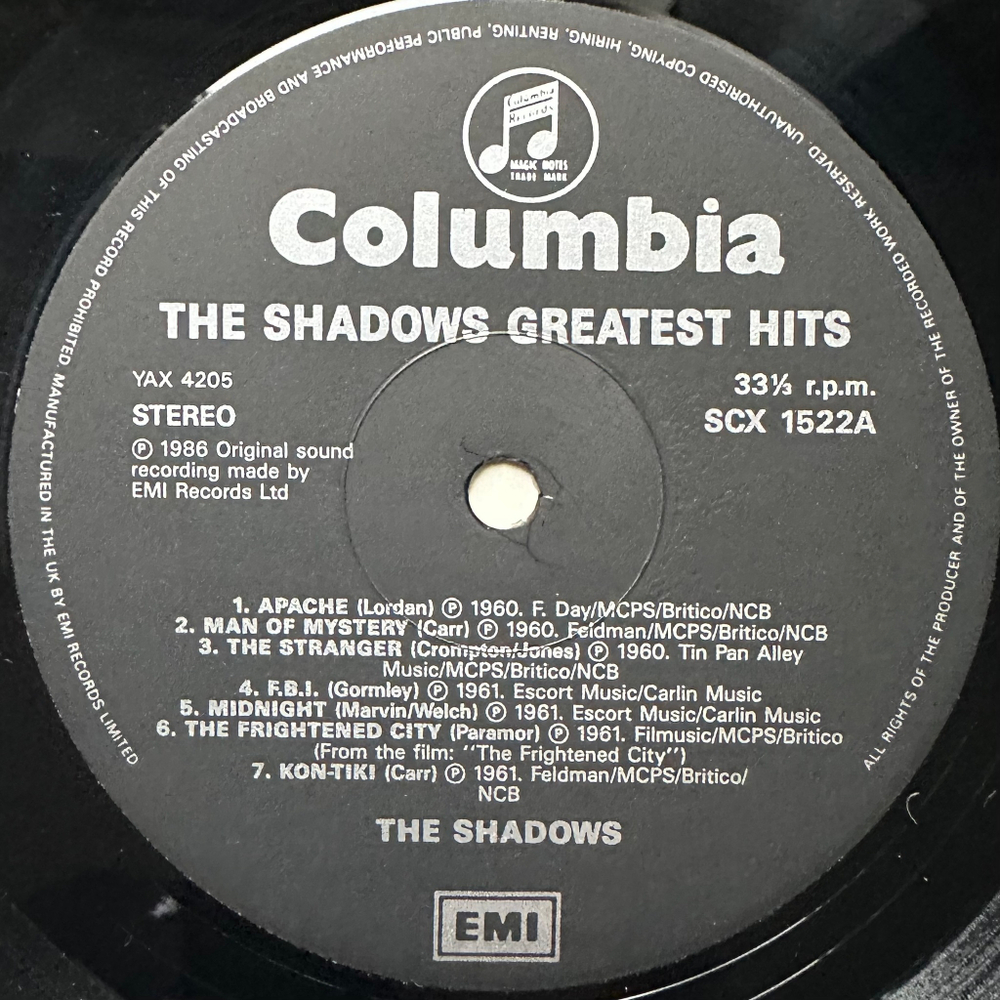 Columbia
Records
MAGIC NOTES
TRADE MARK
Columbia
THE SHADOWS GREATEST HITS
YAX 4205
33⅓ r.p.m.
STEREO
SCX 1522A
Ⓟ 1986 Original sound
recording made by
EMI Records Ltd
1. APACHE (Lordan) Ⓟ 1960. F. Day/MCPS/Britico/NCB
2. MAN OF MYSTERY (Carr) Ⓟ 1960. Feldman/MCPS/Britico/NCB
3. THE STRANGER (Crompton/Jones) Ⓟ 1960. Tin Pan Alley
Music/MCPS/Britico/NCB
4. F.B.I. (Gormley) Ⓟ 1961. Escort Music/Carlin Music
5. MIDNIGHT (Marvin/Welch) Ⓟ 1961. Escort Music/Carlin Music
6. THE FRIGHTENED CITY (Paramor) Ⓟ 1961. Filmusic/MCPS/Britico
(From the film: "The Frightened City")
7. KON-TIKI (Carr) Ⓟ 1961. Feldman/MCPS/Britico/
NCB
THE SHADOWS
EMI
ALL RIGHTS OF THE PRODUCER AND OF THE OWNER OF THE RECORDED WORK RESERVED. UNAUTHORISED COPYING, HIRING, RENTING, PUBLIC PERFORMANCE AND BROADCASTING OF THIS RECORD PROHIBITED. MANUFACTURED IN THE UK BY EMI RECORDS LIMITED